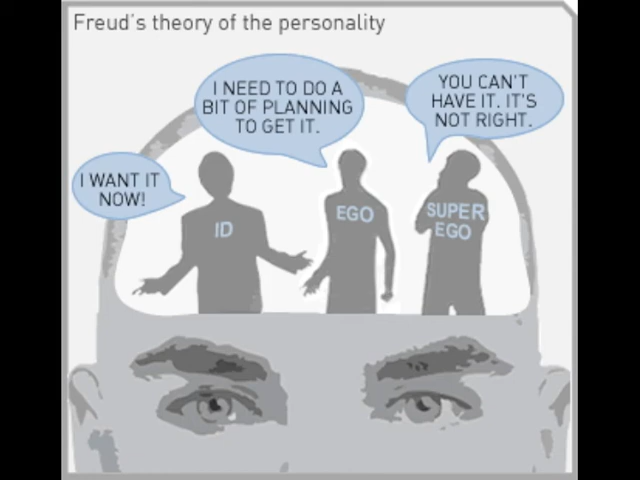 Freud's theory of the personality
I WANT IT
NOW!
I NEED TO DO A
BIT OF PLANNING
TO GET IT.
YOU CAN'T
HAVE IT. IT'S
NOT RIGHT.
ID
EGO
SUPER
EGO